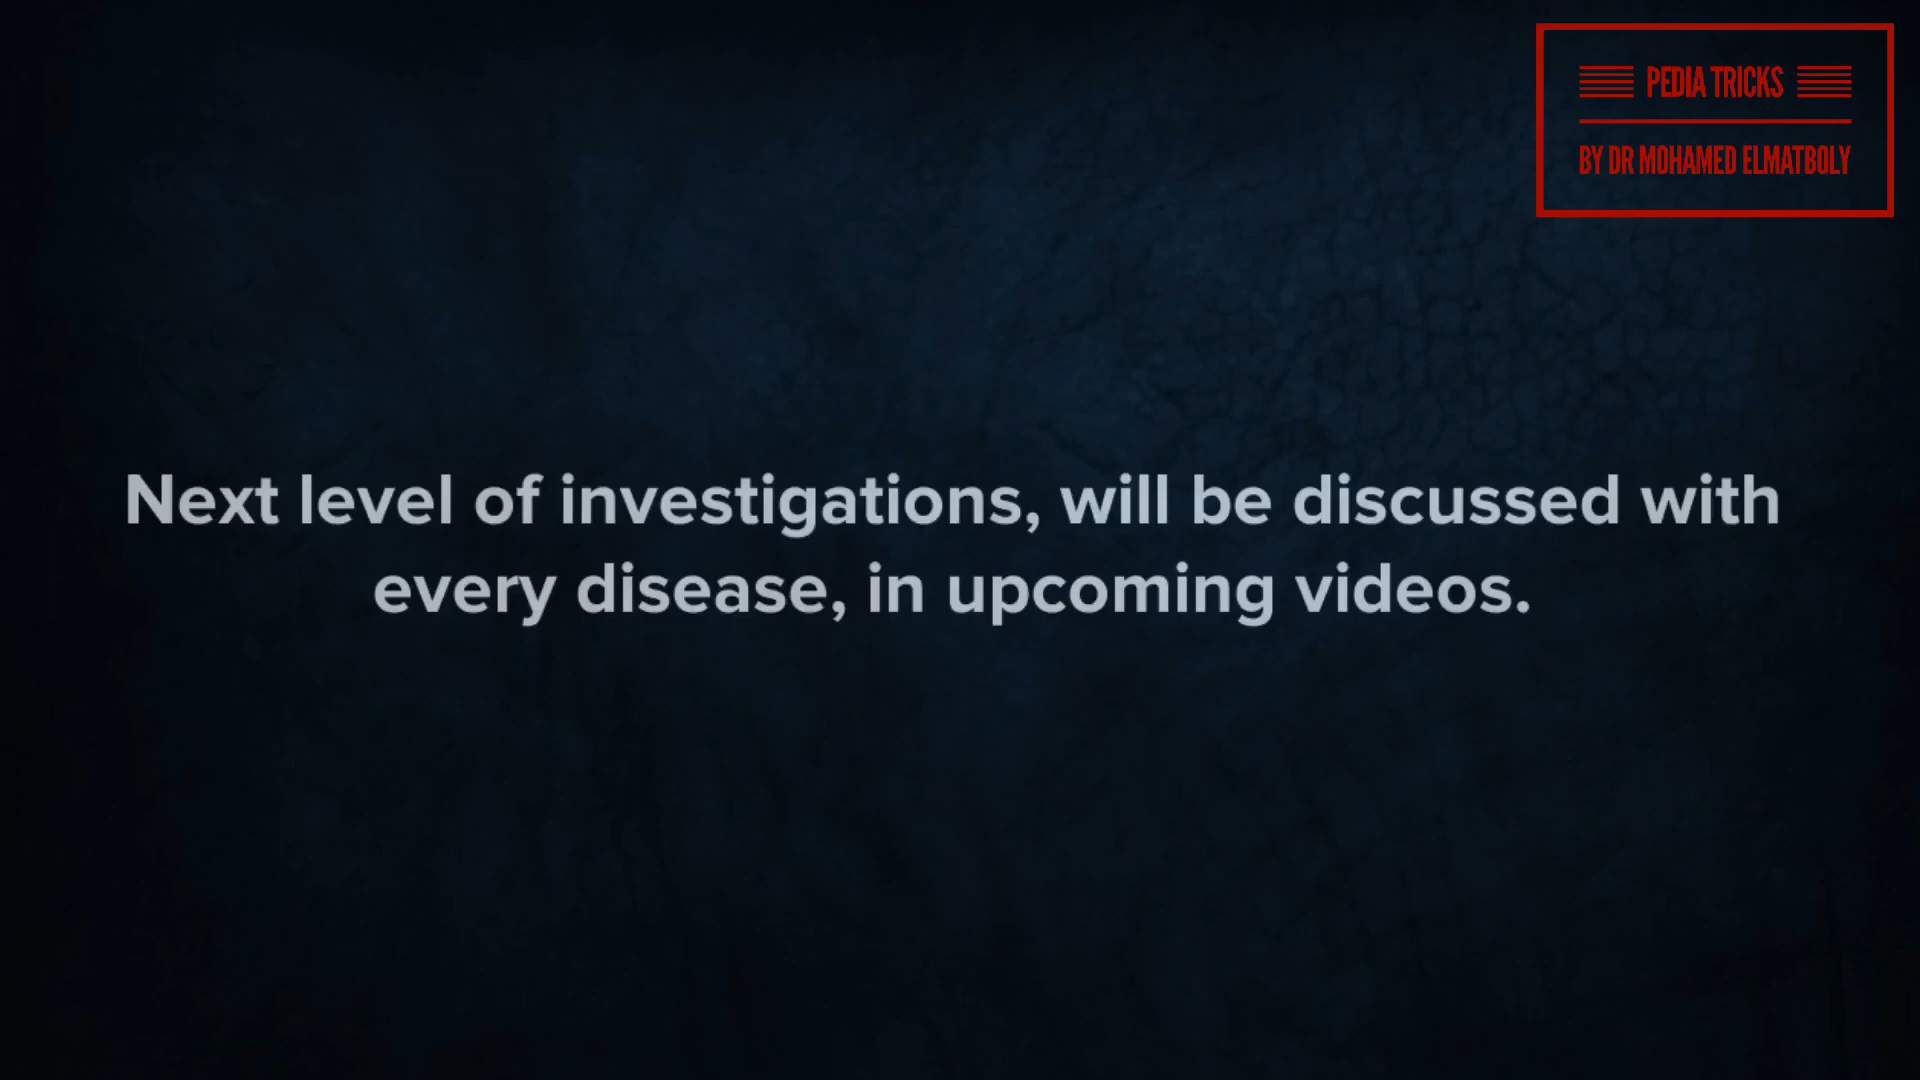 PEDIA TRICKS
BY DR MOHAMED ELMATBOLY
Next level of investigations, will be discussed with
every disease, in upcoming videos.